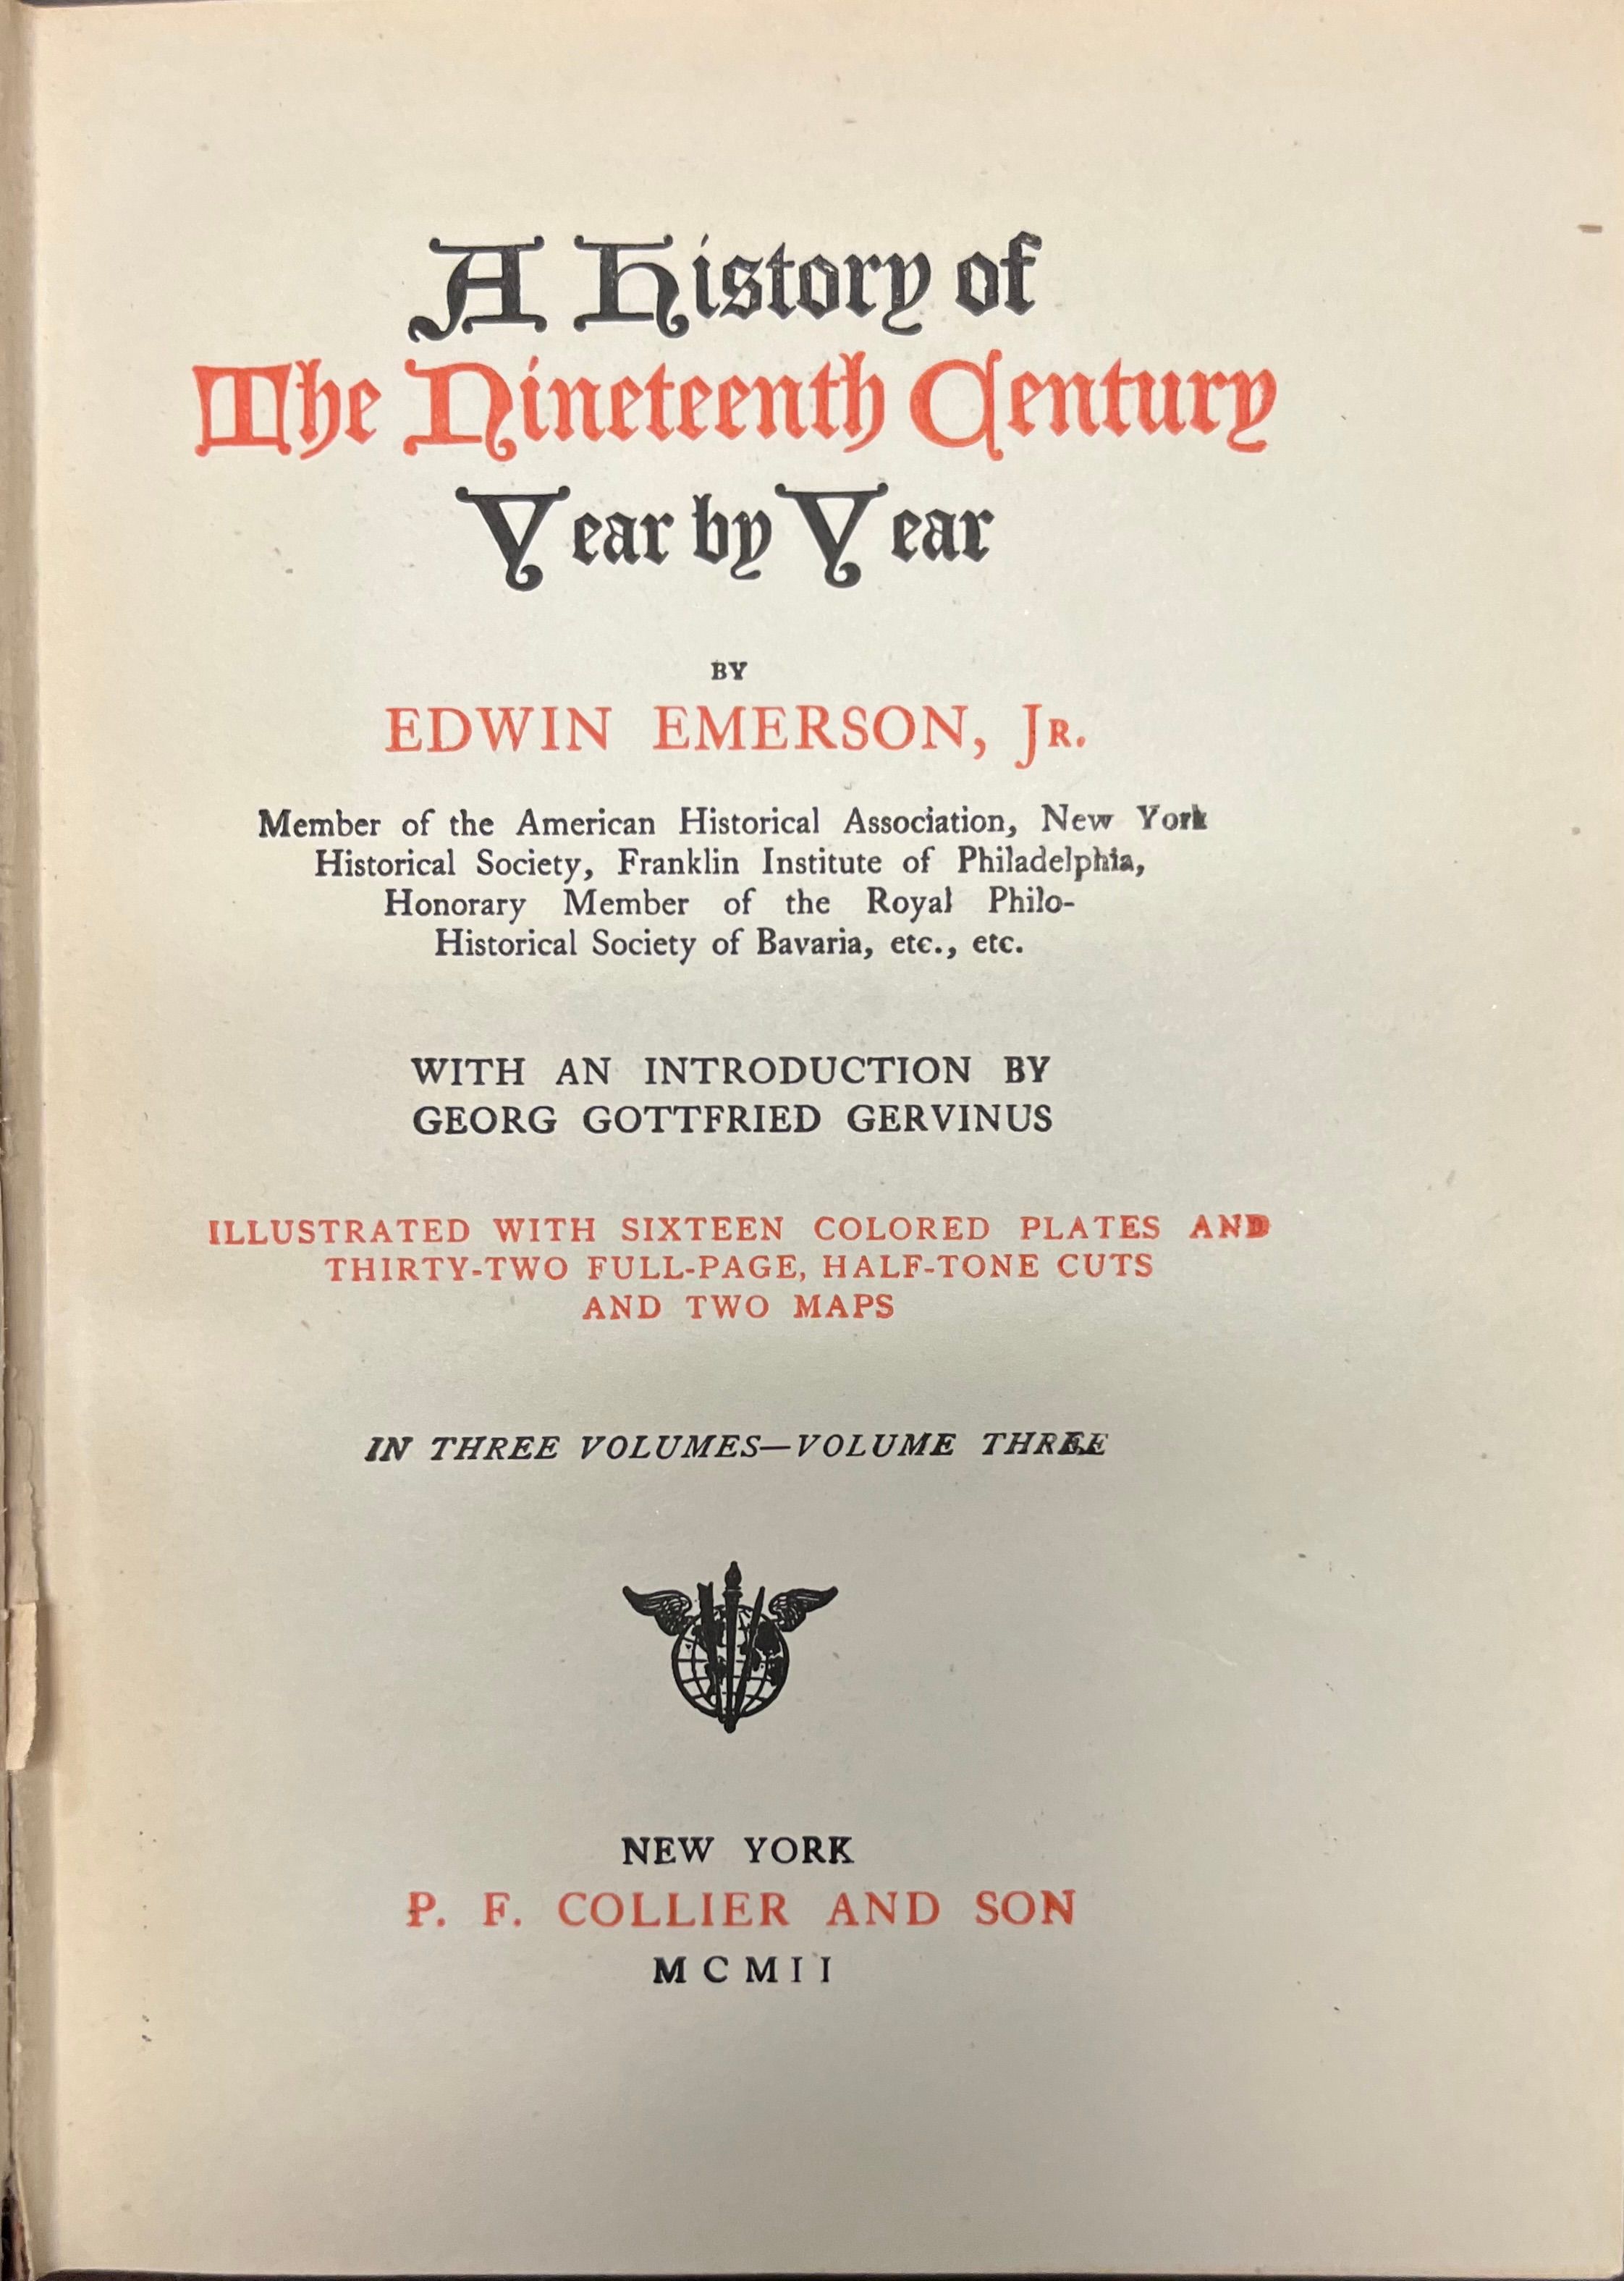 A History of
The Nineteenth Century
Year by Year
BY
EDWIN EMERSON, JR.
Member of the American Historical Association, New York
Historical Society, Franklin Institute of Philadelphia,
Honorary Member of the Royal Philo-
Historical Society of Bavaria, etc., etc.
WITH AN INTRODUCTION BY
GEORG GOTTFRIED GERVINUS
ILLUSTRATED WITH SIXTEEN COLORED PLATES AND
THIRTY-TWO FULL-PAGE, HALF-TONE CUTS
AND TWO MAPS
IN THREE VOLUMES—VOLUME THREE
NEW YORK
P. F. COLLIER AND SON
MCMII